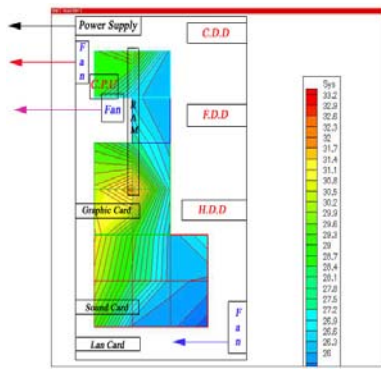 Power Supply
C.D.D
Fan
C.P.U
Fan
RAM
F.D.D
Graphic Card
H.D.D
Sound Card
Lan Card
Fan
Sys
33.2
32.9
32.6
32.3
32
31.7
31.4
31.1
30.8
30.5
30.2
29.9
29.6
29.3
29
28.7
28.4
28.1
27.8
27.5
27.2
26.9
26.6
26.3
26